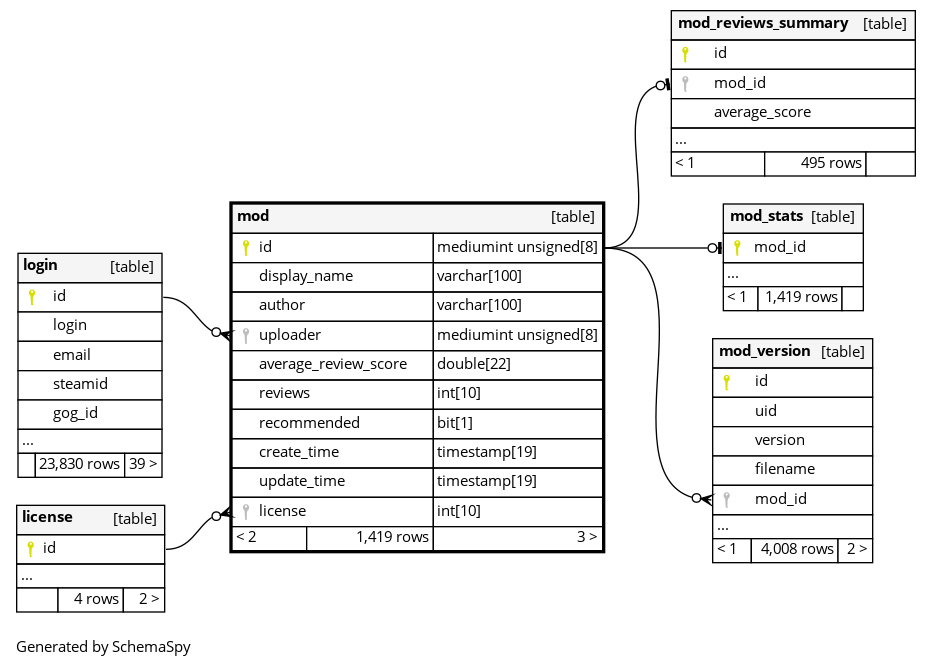 mod_reviews_summary [table]
id
mod_id
average_score
...
< 1 495 rows
mod [table]
id mediumint unsigned[8]
display_name varchar[100]
author varchar[100]
uploader mediumint unsigned[8]
average_review_score double[22]
reviews int[10]
recommended bit[1]
create_time timestamp[19]
update_time timestamp[19]
license int[10]
< 2 1,419 rows 3 >
mod_stats [table]
mod_id
...
< 1 1,419 rows
login [table]
id
login
email
steamid
gog_id
...
23,830 rows 39 >
mod_version [table]
id
uid
version
filename
mod_id
...
< 1 4,008 rows 2 >
license [table]
id
...
4 rows 2 >
Generated by SchemaSpy